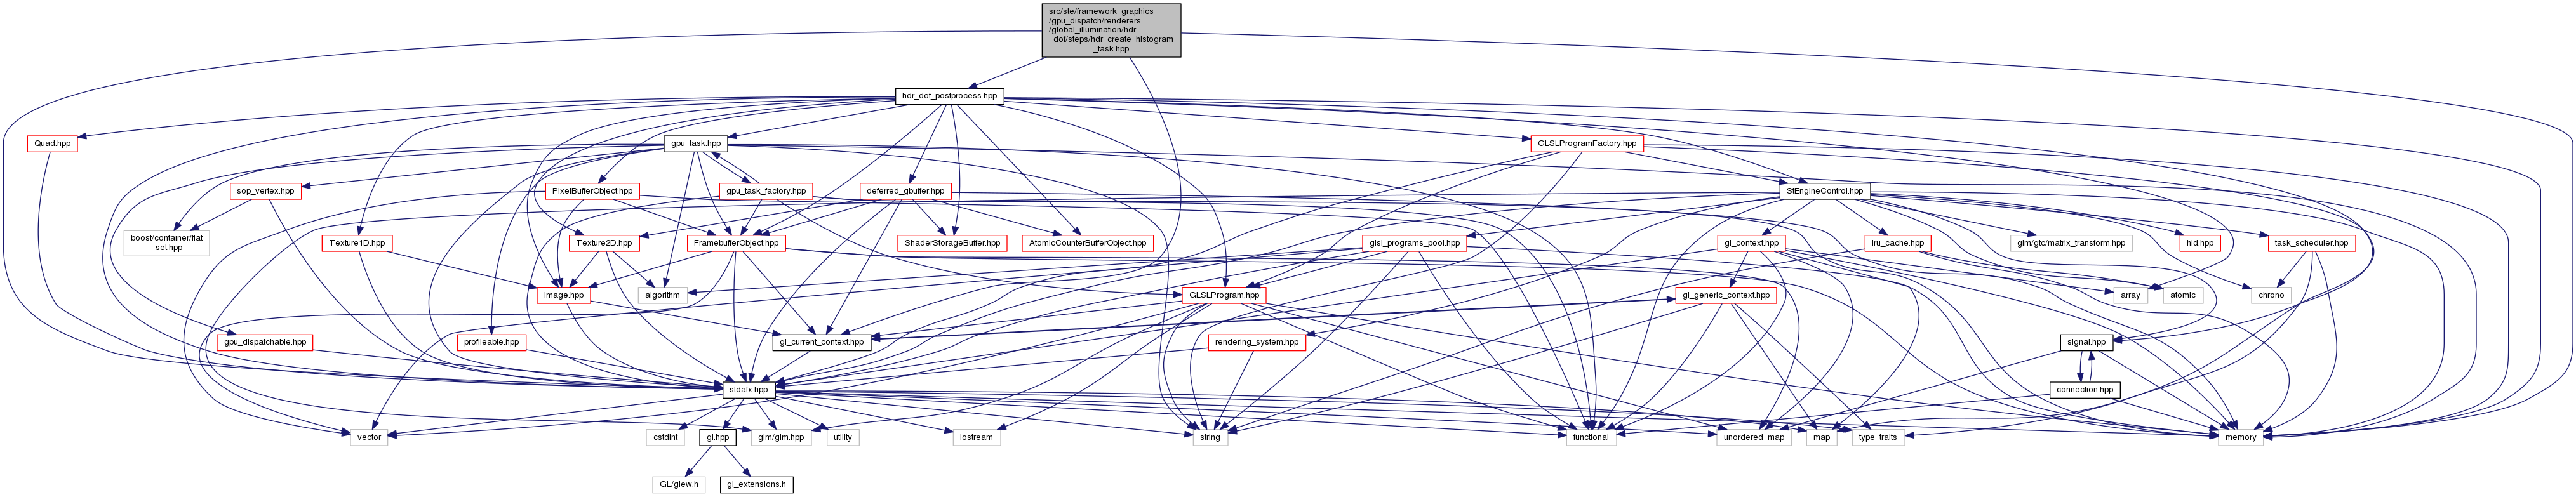 src/ste/framework_graphics
/gpu_dispatch/renderers
/global_illumination/hdr
_dof/steps/hdr_create_histogram
_task.hpp
hdr_dof_postprocess.hpp
Quad.hpp
gpu_task.hpp
GLSLProgramFactory.hpp
sop_vertex.hpp
PixelBufferObject.hpp
gpu_task_factory.hpp
deferred_gbuffer.hpp
StEngineControl.hpp
boost/container/flat
_set.hpp
Texture1D.hpp
Texture2D.hpp
FramebufferObject.hpp
ShaderStorageBuffer.hpp
AtomicCounterBufferObject.hpp
glsl_programs_pool.hpp
gl_context.hpp
lru_cache.hpp
glm/gtc/matrix_transform.hpp
hid.hpp
task_scheduler.hpp
image.hpp
algorithm
GLSLProgram.hpp
gl_generic_context.hpp
array
atomic
chrono
gpu_dispatchable.hpp
profileable.hpp
gl_current_context.hpp
rendering_system.hpp
signal.hpp
stdafx.hpp
connection.hpp
vector
cstdint
gl.hpp
glm/glm.hpp
utility
iostream
string
functional
unordered_map
map
type_traits
memory
GL/glew.h
gl_extensions.h